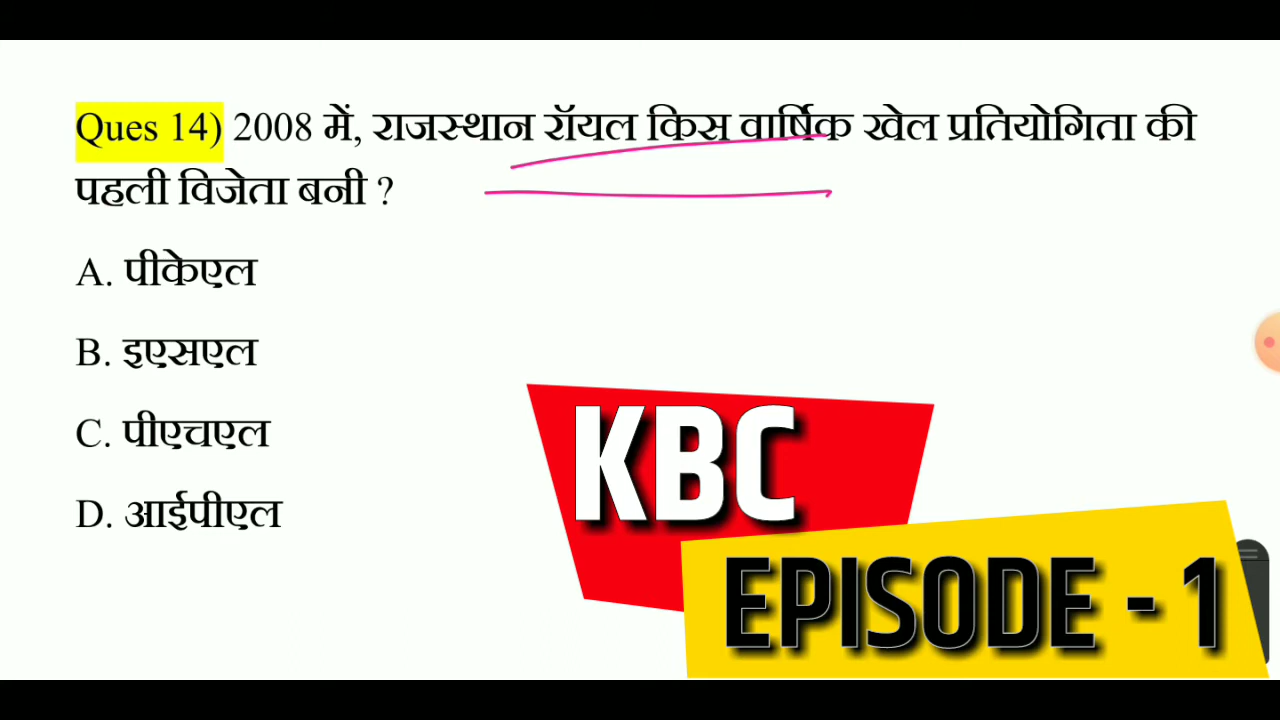 Ques 14) 2008 में, राजस्थान रॉयल किस वार्षिक खेल प्रतियोगिता की
पहली विजेता बनी ?
A. पीकेएल
B. इएसएल
C. पीएचएल
D. आईपीएल
KBC
EPISODE - 1